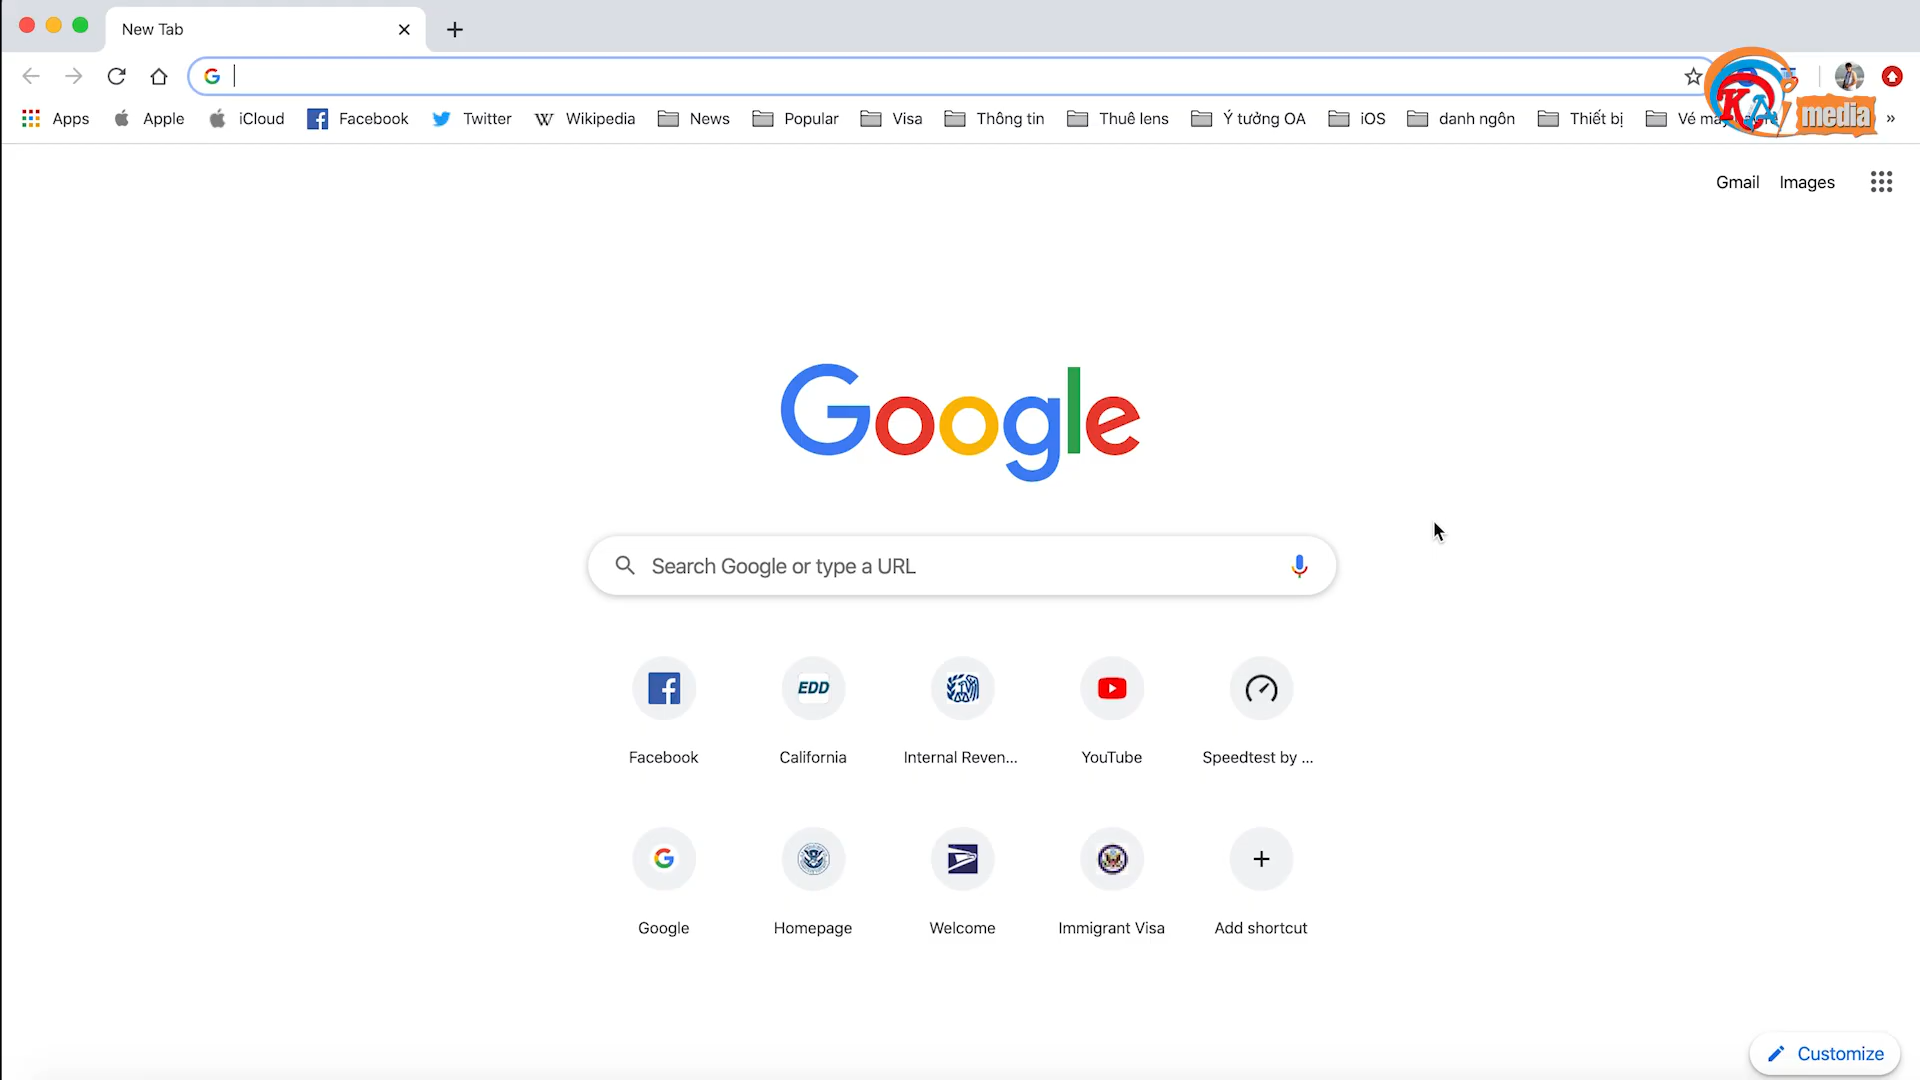 New Tab
Apps Apple iCloud Facebook Twitter Wikipedia News Popular Visa Thông tin Thuê lens Ý tưởng OA iOS danh ngôn Thiết bị Vé
KA media
Gmail Images
Google
Search Google or type a URL
Facebook California Internal Reven... YouTube Speedtest by ...
EDD
Google Homepage Welcome Immigrant Visa Add shortcut
Customize